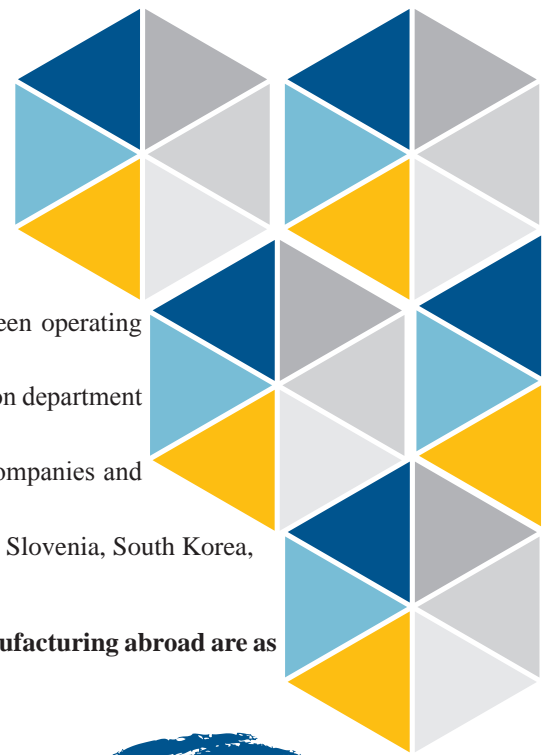 een operating
on department
ompanies and
Slovenia, South Korea,
ufacturing abroad are as